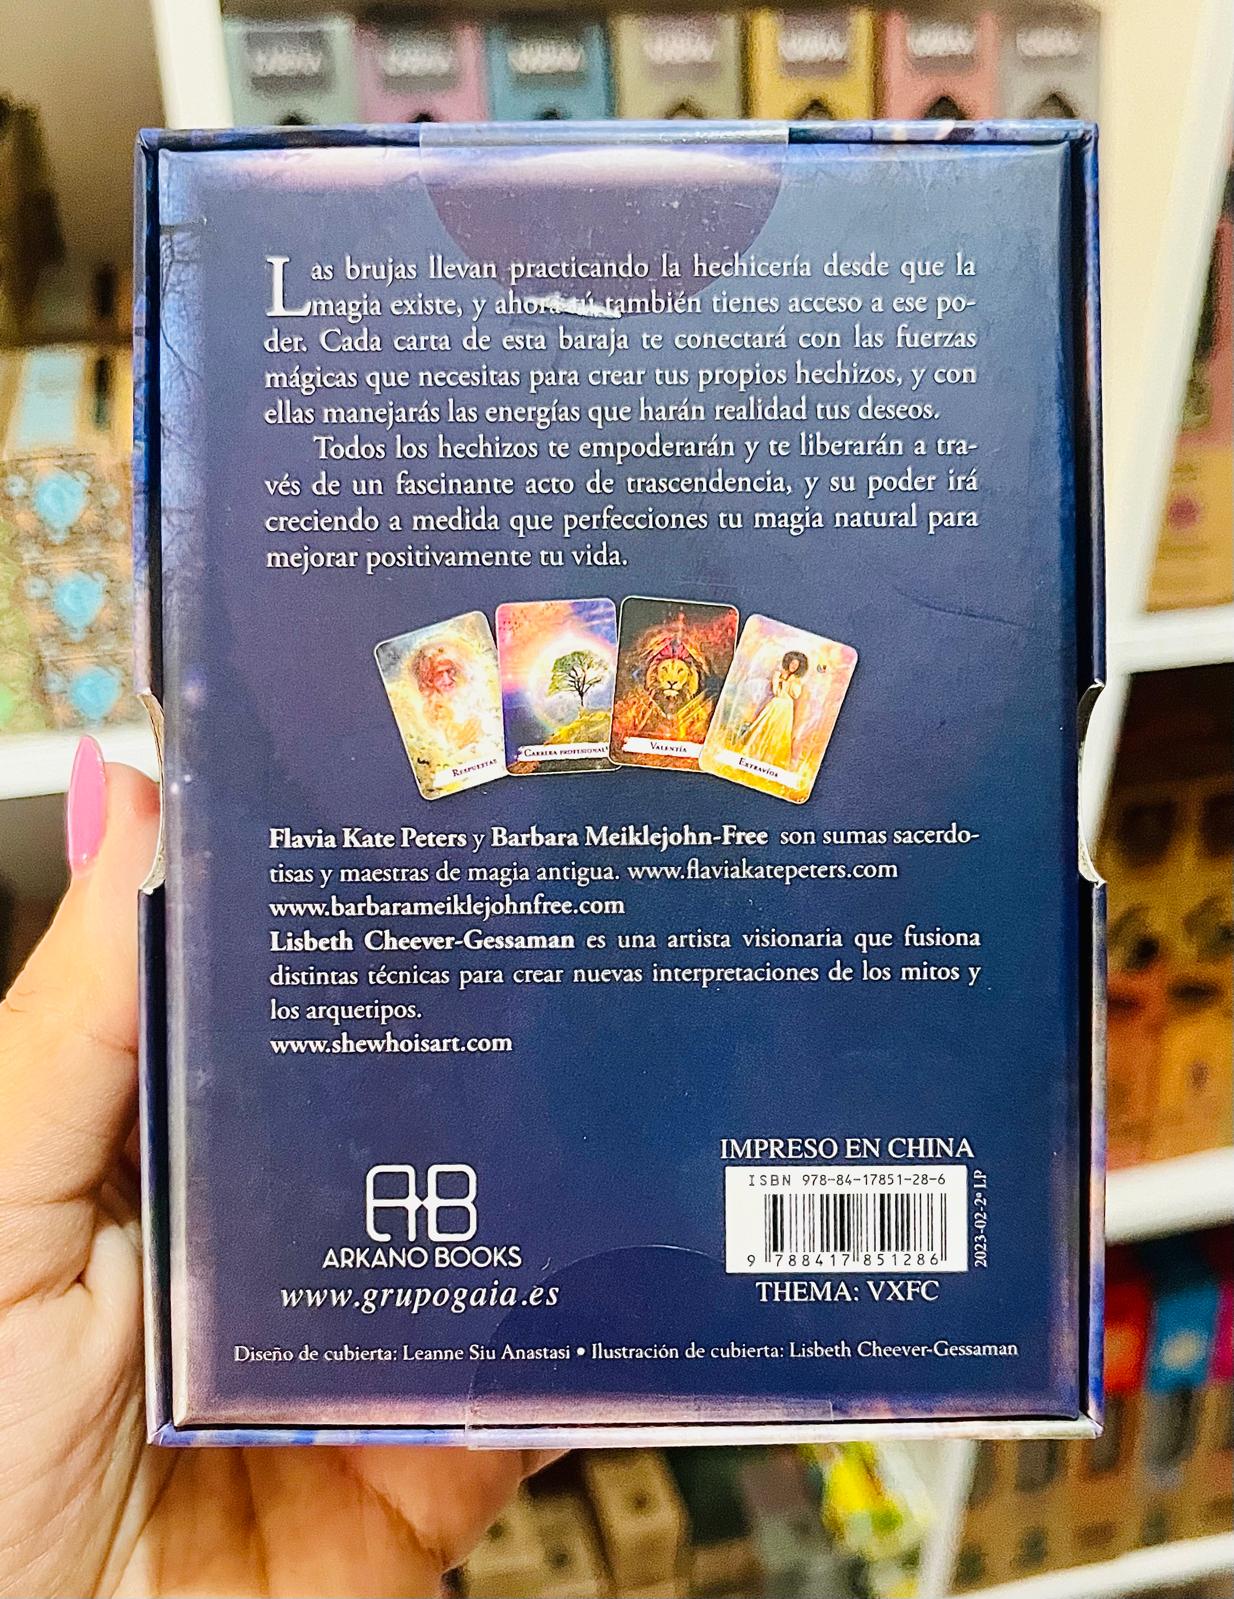 Las brujas llevan practicando la hechicería desde que la
magia existe, y ahora tú también tienes acceso a ese po-
der. Cada carta de esta baraja te conectará con las fuerzas
mágicas que necesitas para crear tus propios hechizos, y con
ellas manejarás las energías que harán realidad tus deseos.
Todos los hechizos te empoderarán y te liberarán a tra-
vés de un fascinante acto de trascendencia, y su poder irá
creciendo a medida que perfecciones tu magia natural para
mejorar positivamente tu vida.
Respuestas
Carrera profesional
Valentía
Extravíos
Flavia Kate Peters y Barbara Meiklejohn-Free son sumas sacerdo-
tisas y maestras de magia antigua. www.flaviakatepeters.com
www.barbarameiklejohnfree.com
Lisbeth Cheever-Gessaman es una artista visionaria que fusiona
distintas técnicas para crear nuevas interpretaciones de los mitos y
los arquetipos.
www.shewhoisart.com
AB
ARKANO BOOKS
www.grupogaia.es
IMPRESO EN CHINA
ISBN 978-84-17851-28-6
9 788417 851286
2023-02-2ª LP
THEMA: VXFC
Diseño de cubierta: Leanne Siu Anastasi • Ilustración de cubierta: Lisbeth Cheever-Gessaman